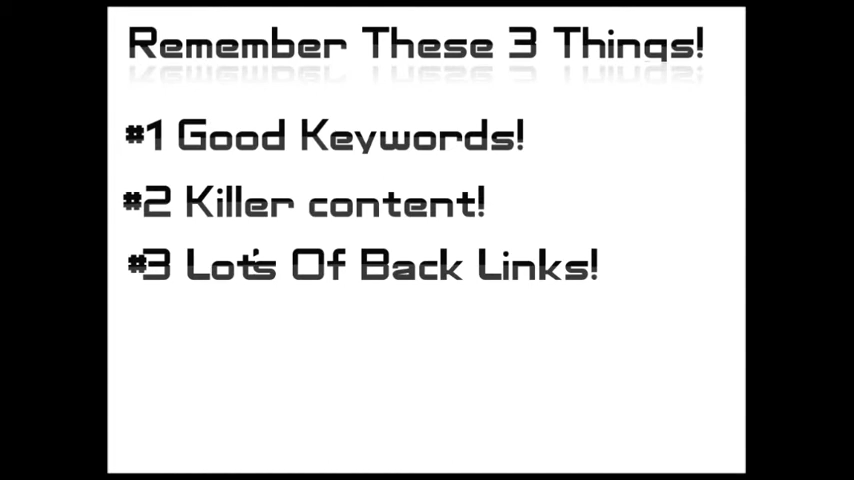 Remember These 3 Things!
#1 Good Keywords!
#2 Killer content!
#3 Lot's Of Back Links!